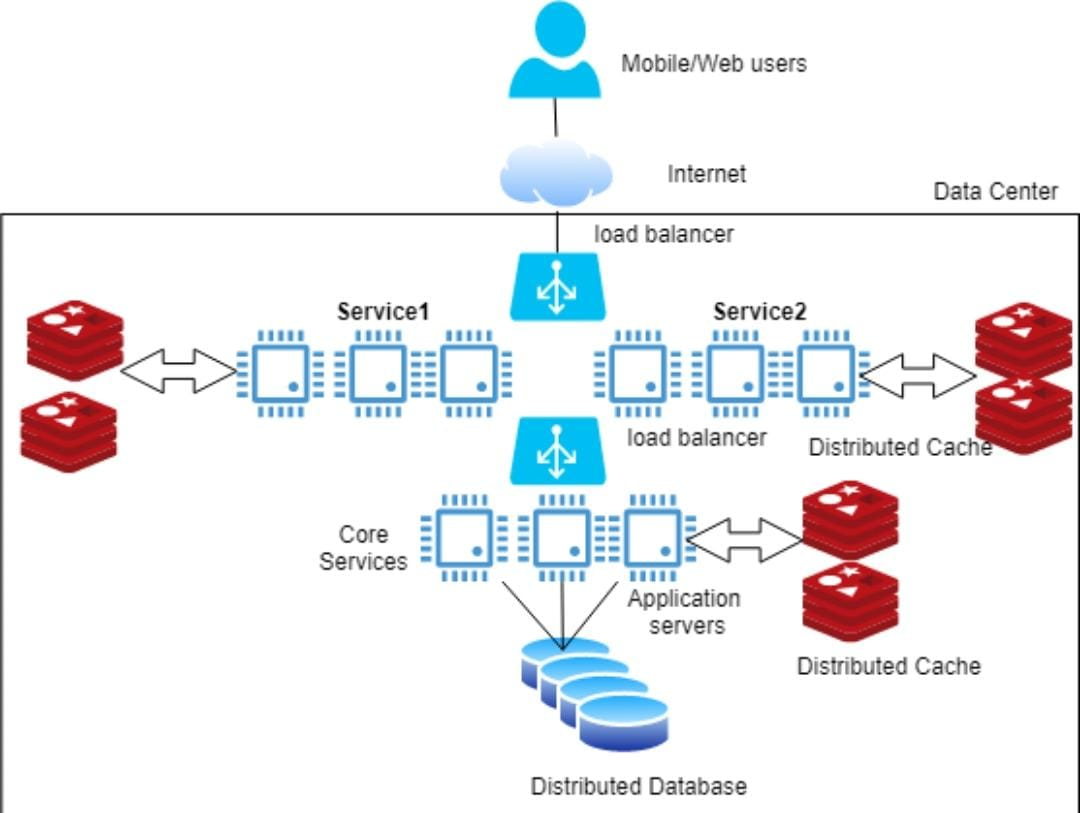 Mobile/Web users
Internet
Data Center
load balancer
Service1
Service2
load balancer
Distributed Cache
Core
Services
Application
servers
Distributed Cache
Distributed Database